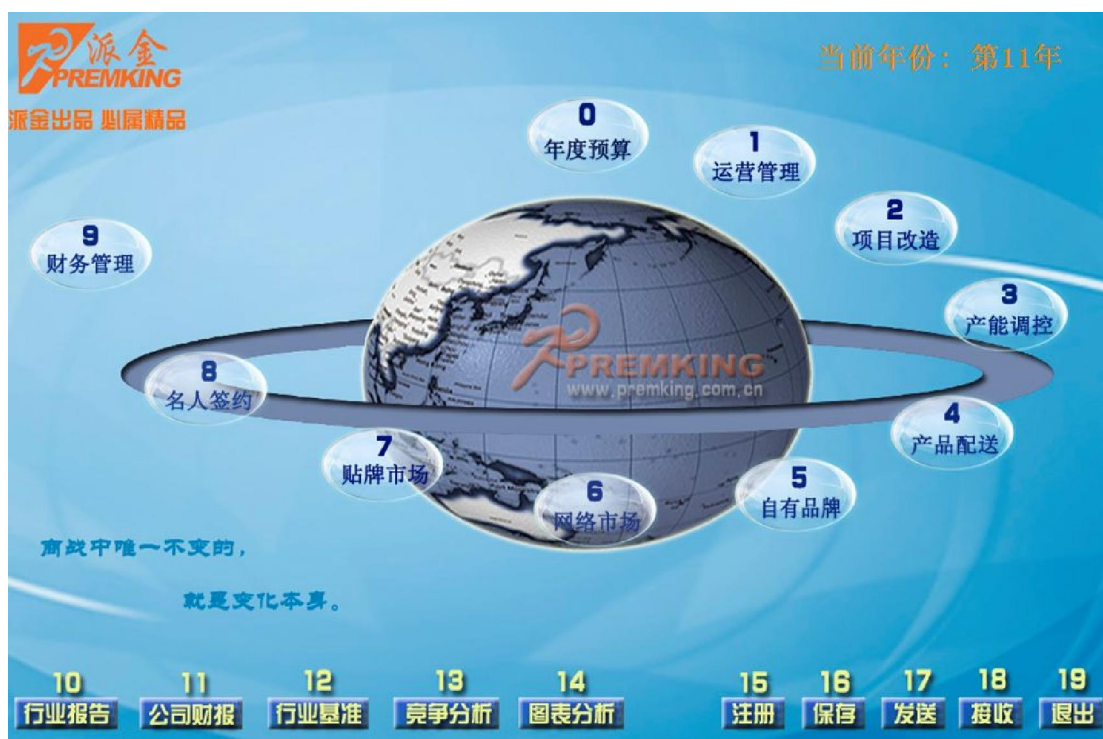 派金
PREMKING
派金出品 必属精品
当前年份：第11年
0
年度预算
1
运营管理
2
项目改造
3
产能调控
4
产品配送
5
自有品牌
6
网络市场
7
贴牌市场
8
名人签约
9
财务管理
PREMKING
www.premking.com.cn
商战中唯一不变的，
就是变化本身。
10
行业报告
11
公司财报
12
行业基准
13
竞争分析
14
图表分析
15
注册
16
保存
17
发送
18
接收
19
退出